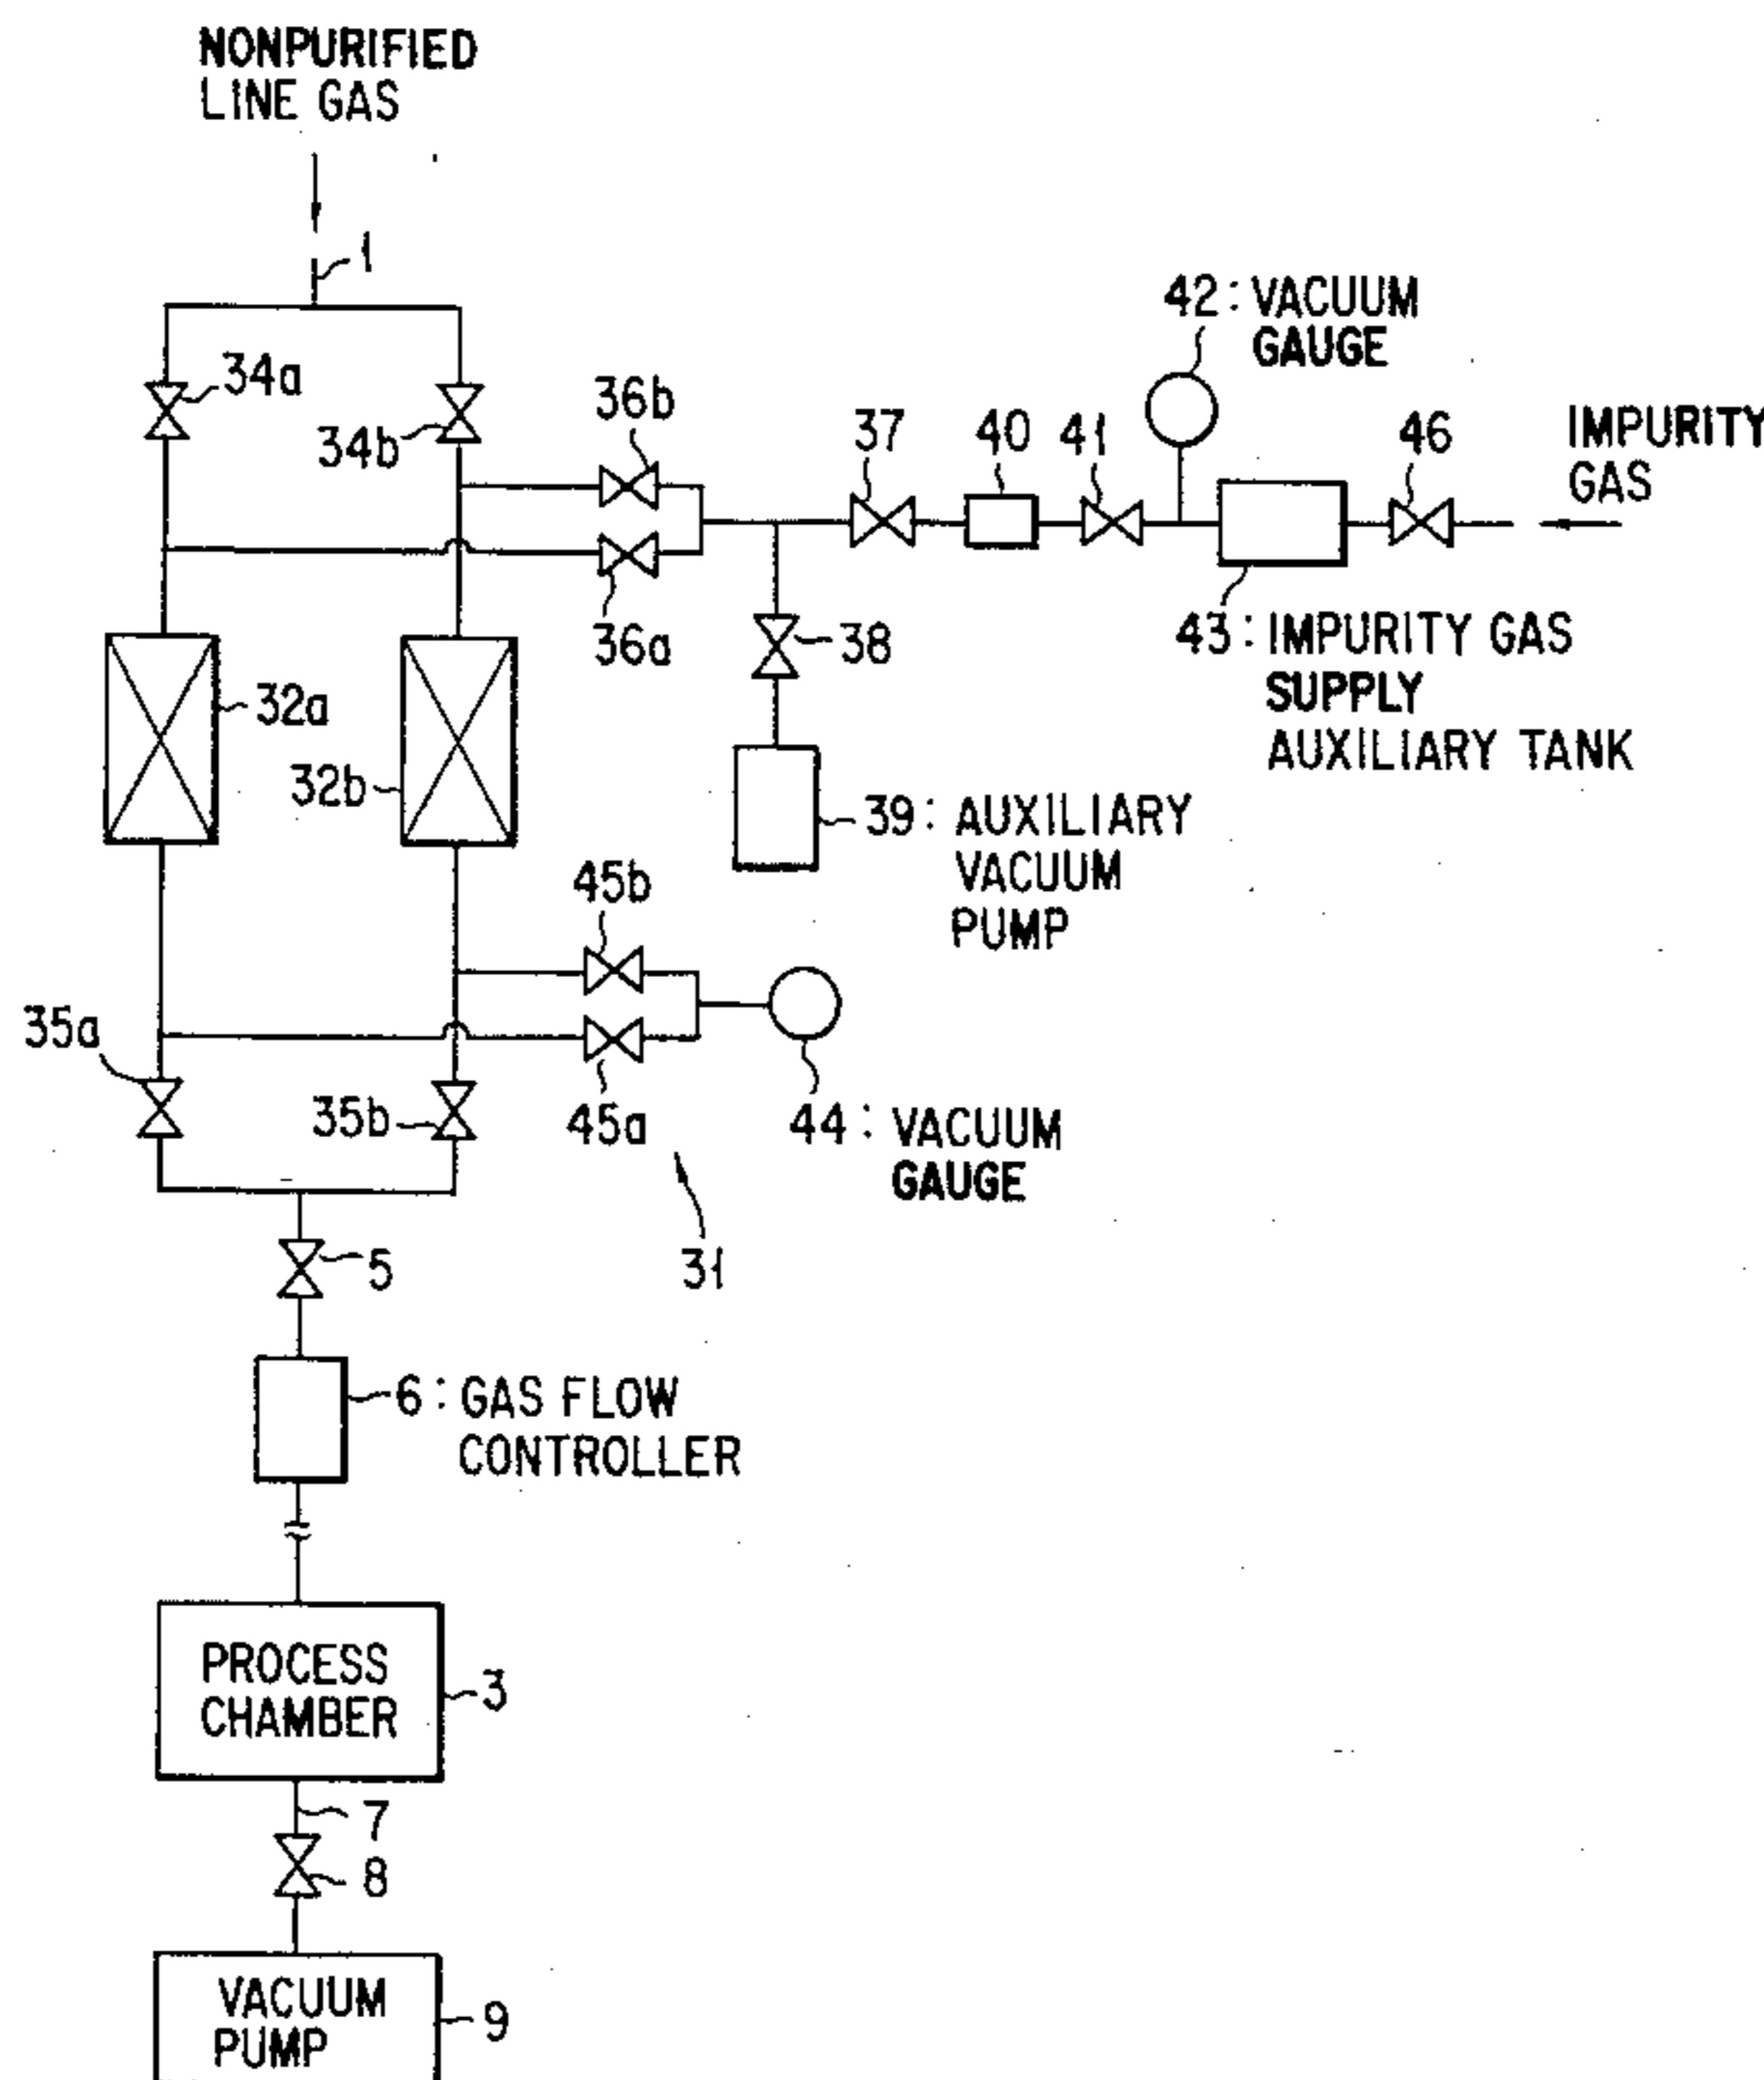 NONPURIFIED
LINE GAS
1
34a
34b
36b
36a
37
40
41
42: VACUUM
GAUGE
46
IMPURITY
GAS
43: IMPURITY GAS
SUPPLY
AUXILIARY TANK
38
32a
32b
39: AUXILIARY
VACUUM
PUMP
45b
35a
35b
45a
44: VACUUM
GAUGE
31
5
6: GAS FLOW
CONTROLLER
PROCESS
CHAMBER
3
7
8
VACUUM
PUMP
9